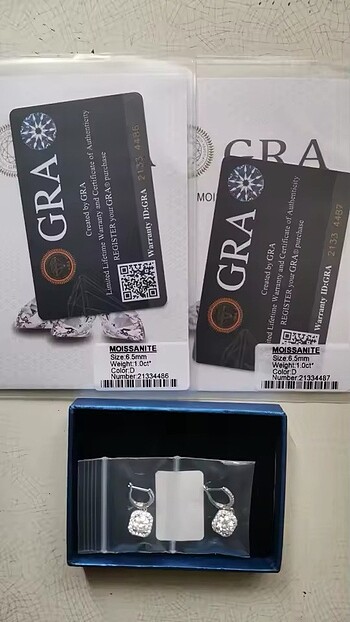 GRA
Created by GRA
Limited Lifetime Warranty and Certificate of Authenticity
REGISTER your GRA® purchase
Warranty ID:GRA 2133 4486
MOISSANITE
Size:6.5mm
Weight:1.0ct*
Color:D
Number:21334486
GRA
MOI
GRA
Created by GRA
Lifetime Warranty and Certificate of Authenticity
REGISTER your GRA® purchase
Warranty ID:GRA 2133 4487
MOISSANITE
Size:6.5mm
Weight:1.0ct*
Color:D
Number:21334487